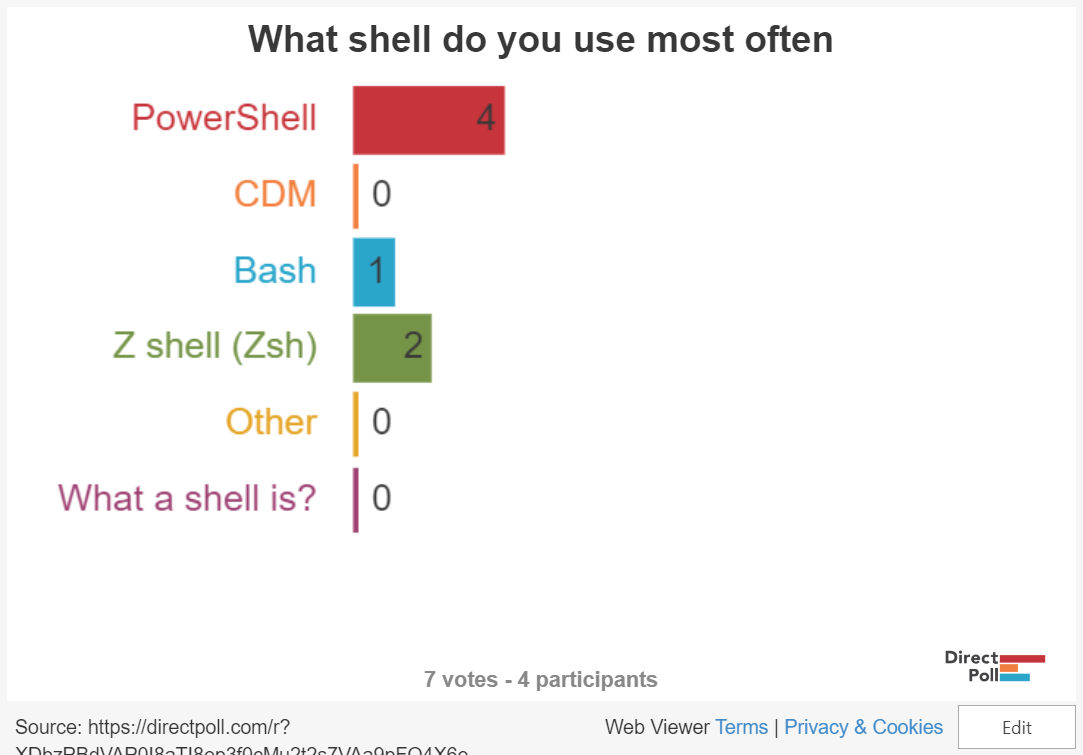 What shell do you use most often
PowerShell 4
CDM 0
Bash 1
Z shell (Zsh) 2
Other 0
What a shell is? 0
Direct
Poll
7 votes - 4 participants
Source: https://directpoll.com/r?
Web Viewer Terms | Privacy & Cookies
Edit